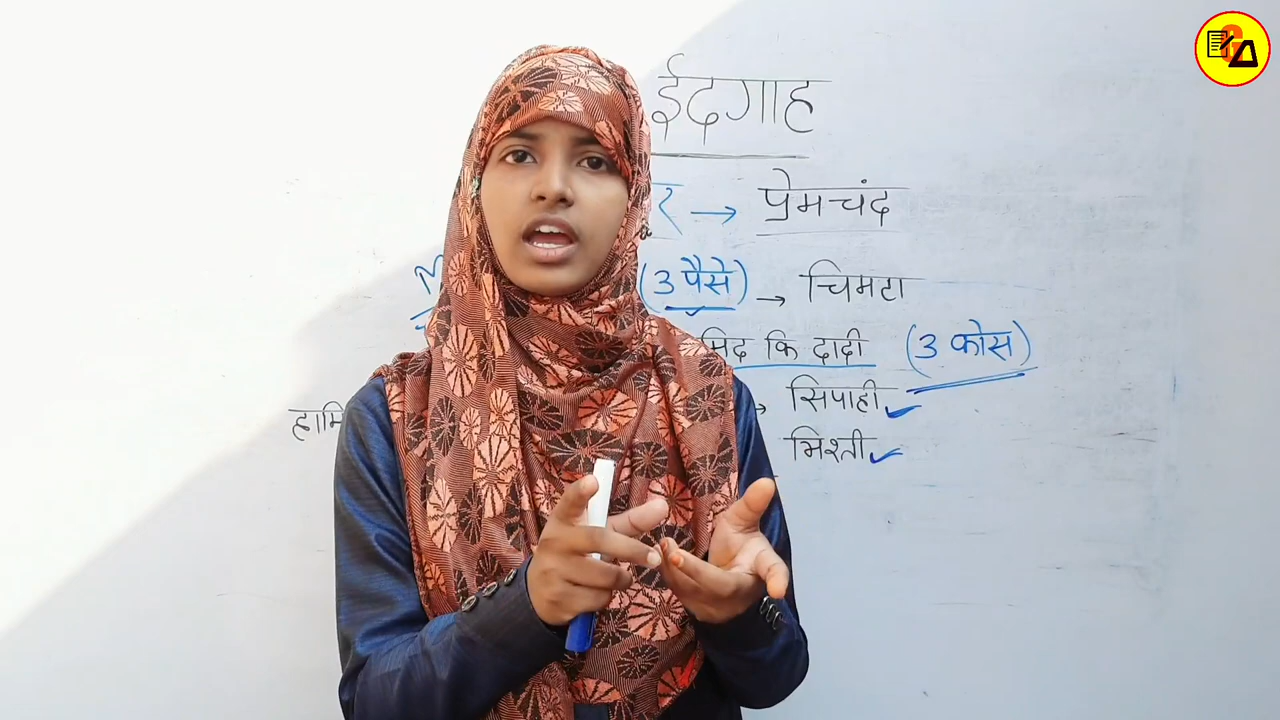 ईदगाह
→ प्रेमचंद
(3 पैसे) → चिमटा
कि दादी (3 कोस)
सिपाही ✓
भिश्ती ✓